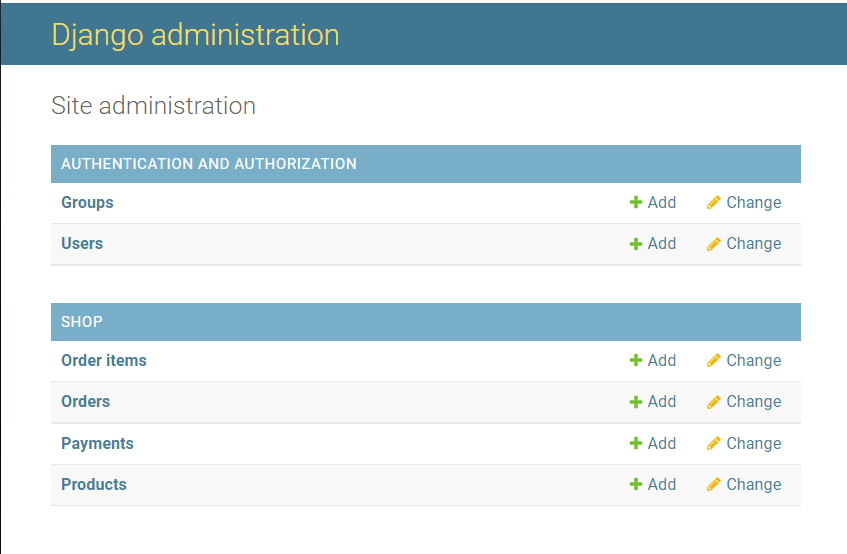 Django administration
Site administration
AUTHENTICATION AND AUTHORIZATION
Groups Add Change
Users Add Change
SHOP
Order items Add Change
Orders Add Change
Payments Add Change
Products Add Change